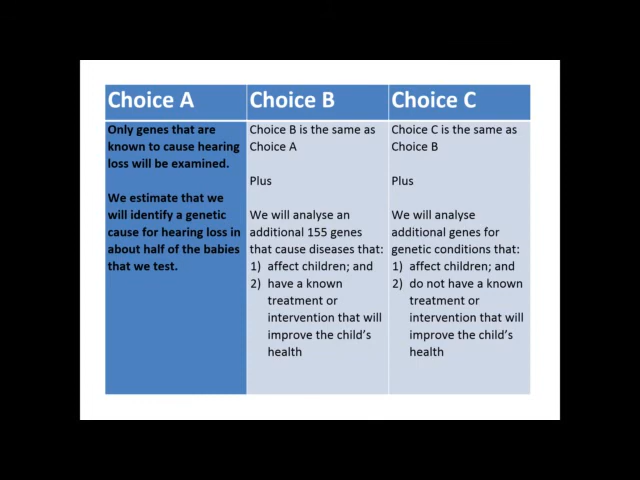 Choice A
Only genes that are
known to cause hearing
loss will be examined.
We estimate that we
will identify a genetic
cause for hearing loss in
about half of the babies
that we test.
Choice B
Choice B is the same as
Choice A
Plus
We will analyse an
additional 155 genes
that cause diseases that:
1) affect children; and
2) have a known
treatment or
intervention that will
improve the child's
health
Choice C
Choice C is the same as
Choice B
Plus
We will analyse
additional genes for
genetic conditions that:
1) affect children; and
2) do not have a known
treatment or
intervention that will
improve the child's
health